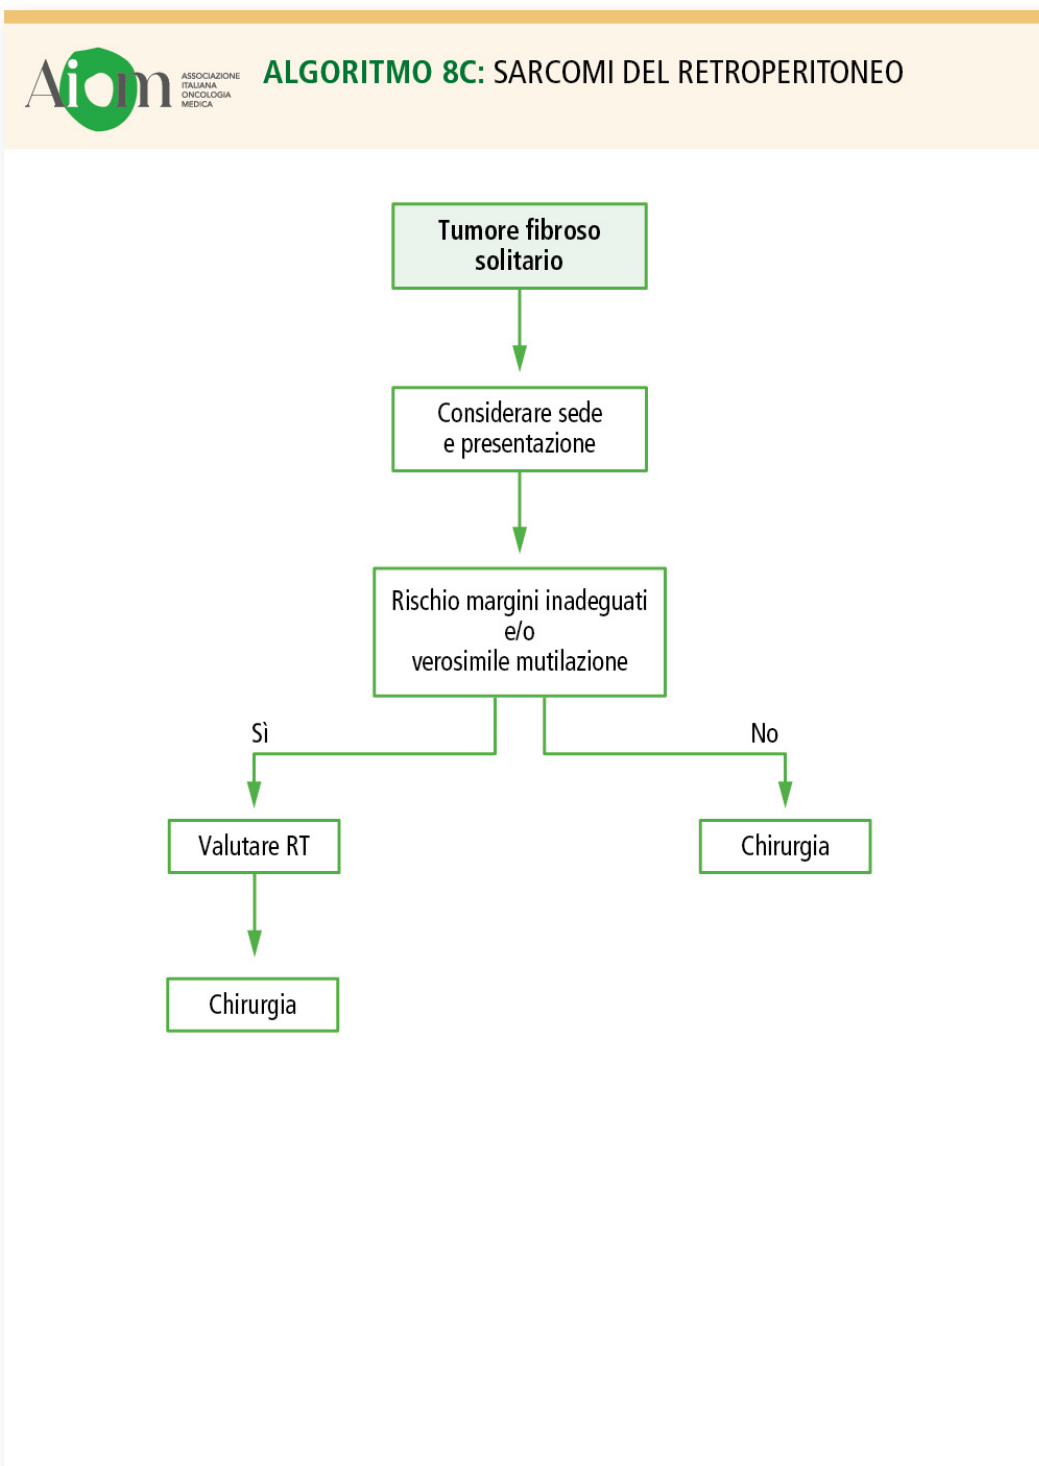 Aiom
ASSOCIAZIONE
ITALIANA
ONCOLOGIA
MEDICA
ALGORITMO 8C: SARCOMI DEL RETROPERITONEO
Tumore fibroso
solitario
Considerare sede
e presentazione
Rischio margini inadeguati
e/o
verosimile mutilazione
Sì
No
Valutare RT
Chirurgia
Chirurgia